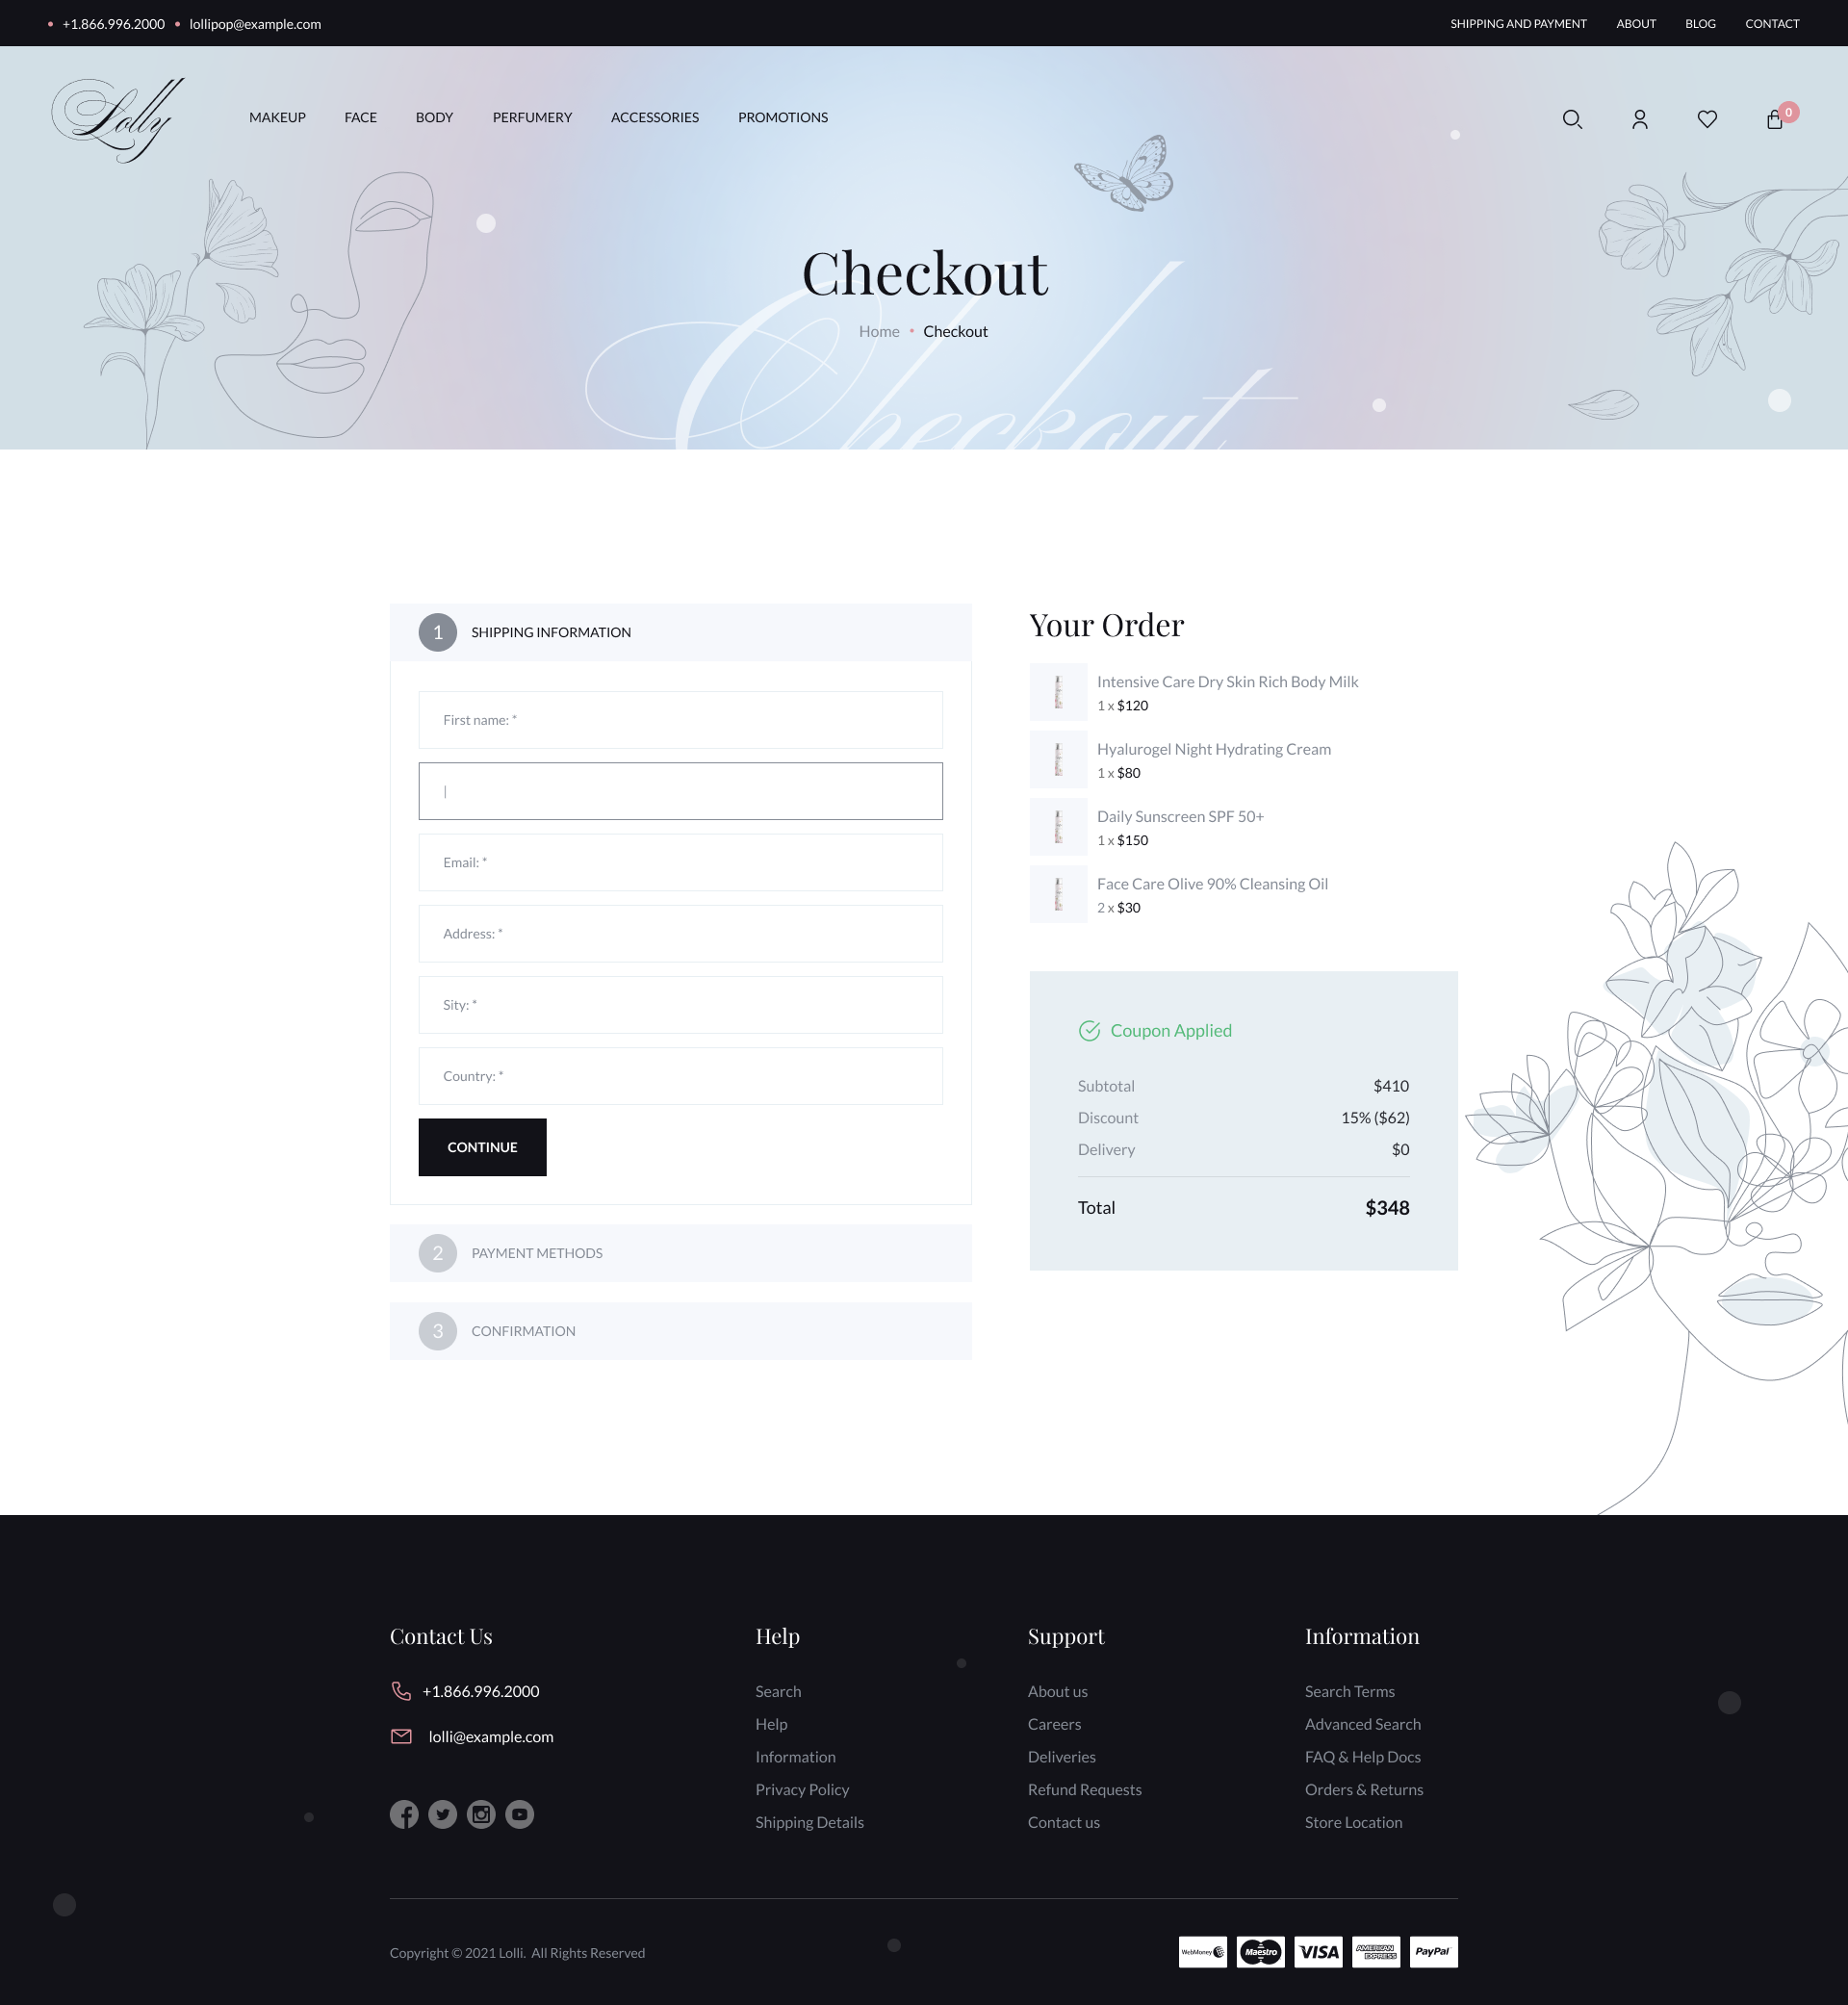 +1.866.996.2000 lollipop@example.com
SHIPPING AND PAYMENT ABOUT BLOG CONTACT
Lolly
MAKEUP FACE BODY PERFUMERY ACCESSORIES PROMOTIONS
0
Checkout
Checkout
Home Checkout
1 SHIPPING INFORMATION
First name: *
|
Email: *
Address: *
Sity: *
Country: *
CONTINUE
2 PAYMENT METHODS
3 CONFIRMATION
Your Order
Intensive Care Dry Skin Rich Body Milk
1 x $120
Hyalurogel Night Hydrating Cream
1 x $80
Daily Sunscreen SPF 50+
1 x $150
Face Care Olive 90% Cleansing Oil
2 x $30
Coupon Applied
Subtotal $410
Discount 15% ($62)
Delivery $0
Total $348
Contact Us
+1.866.996.2000
lolli@example.com
Help
Search
Help
Information
Privacy Policy
Shipping Details
Support
About us
Careers
Deliveries
Refund Requests
Contact us
Information
Search Terms
Advanced Search
FAQ & Help Docs
Orders & Returns
Store Location
Copyright © 2021 Lolli. All Rights Reserved
WebMoney Maestro VISA AMERICAN EXPRESS PayPal